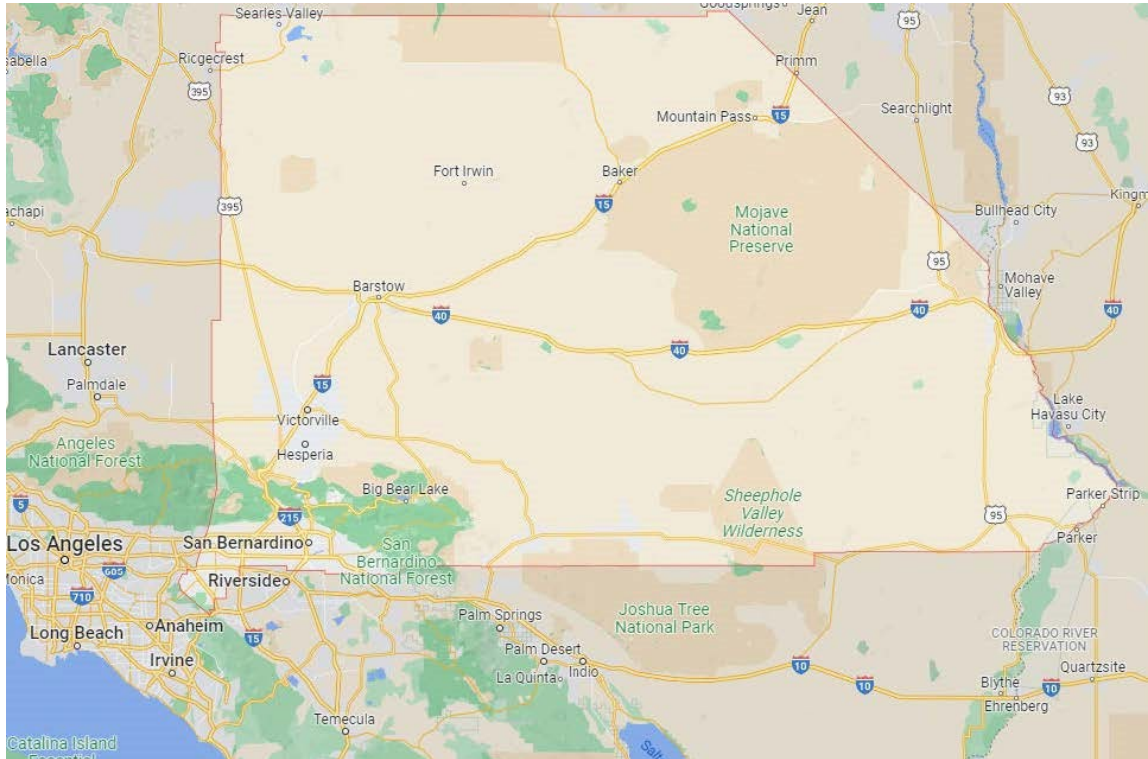 Searles Valley
Goodsprings
Jean
95
Isabella
Ridgecrest
395
Primm
93
Mountain Pass
15
Searchlight
93
Fort Irwin
Baker
15
395
Mojave
National
Preserve
Bullhead City
Kingm
achapi
95
Mohave
Valley
Barstow
40
40
40
40
Lancaster
Palmdale
15
Victorville
Hesperia
Lake
Havasu City
Angeles
National Forest
Big Bear Lake
Sheephole
Valley
Wilderness
Parker Strip
5
215
95
Los Angeles
San Bernardino
Parker
605
San
Bernardino
National Forest
Monica
710
Riverside
Joshua Tree
National Park
Palm Springs
Long Beach
Anaheim
15
COLORADO RIVER
RESERVATION
Irvine
Palm Desert
La Quinta
Indio
10
10
Quartzsite
Blythe
10
Ehrenberg
Temecula
Catalina Island
Essential
Salt